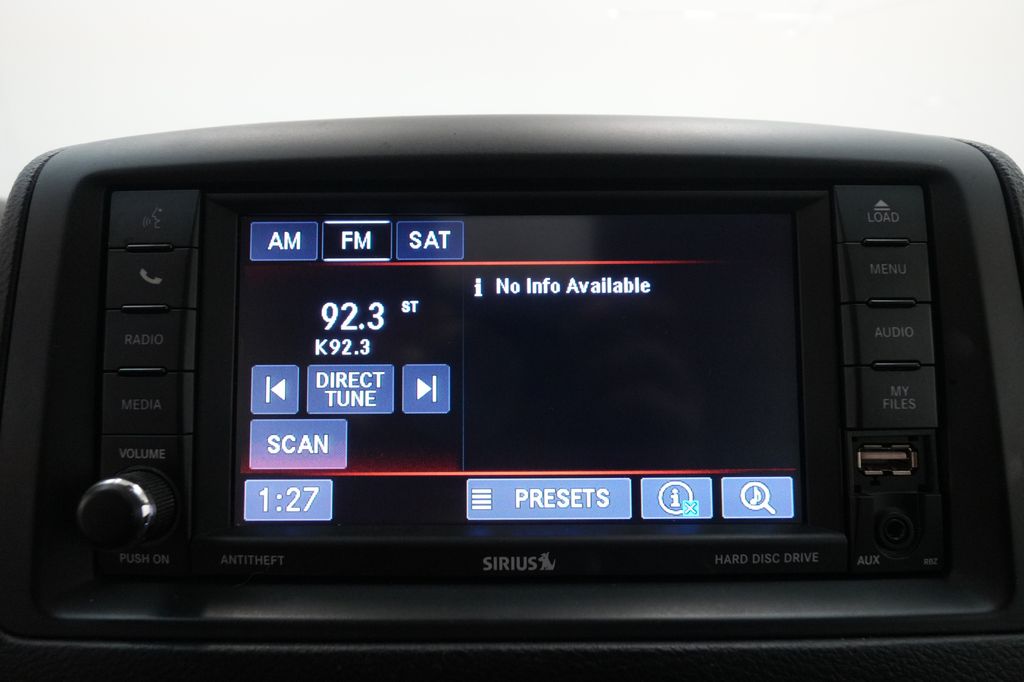 LOAD
AM FM SAT
MENU
i No Info Available
92.3 ST
K92.3
RADIO
AUDIO
DIRECT
TUNE
MEDIA
MY
FILES
SCAN
VOLUME
1:27
PRESETS
PUSH ON
ANTITHEFT
SIRIUS
HARD DISC DRIVE
AUX
RBZ